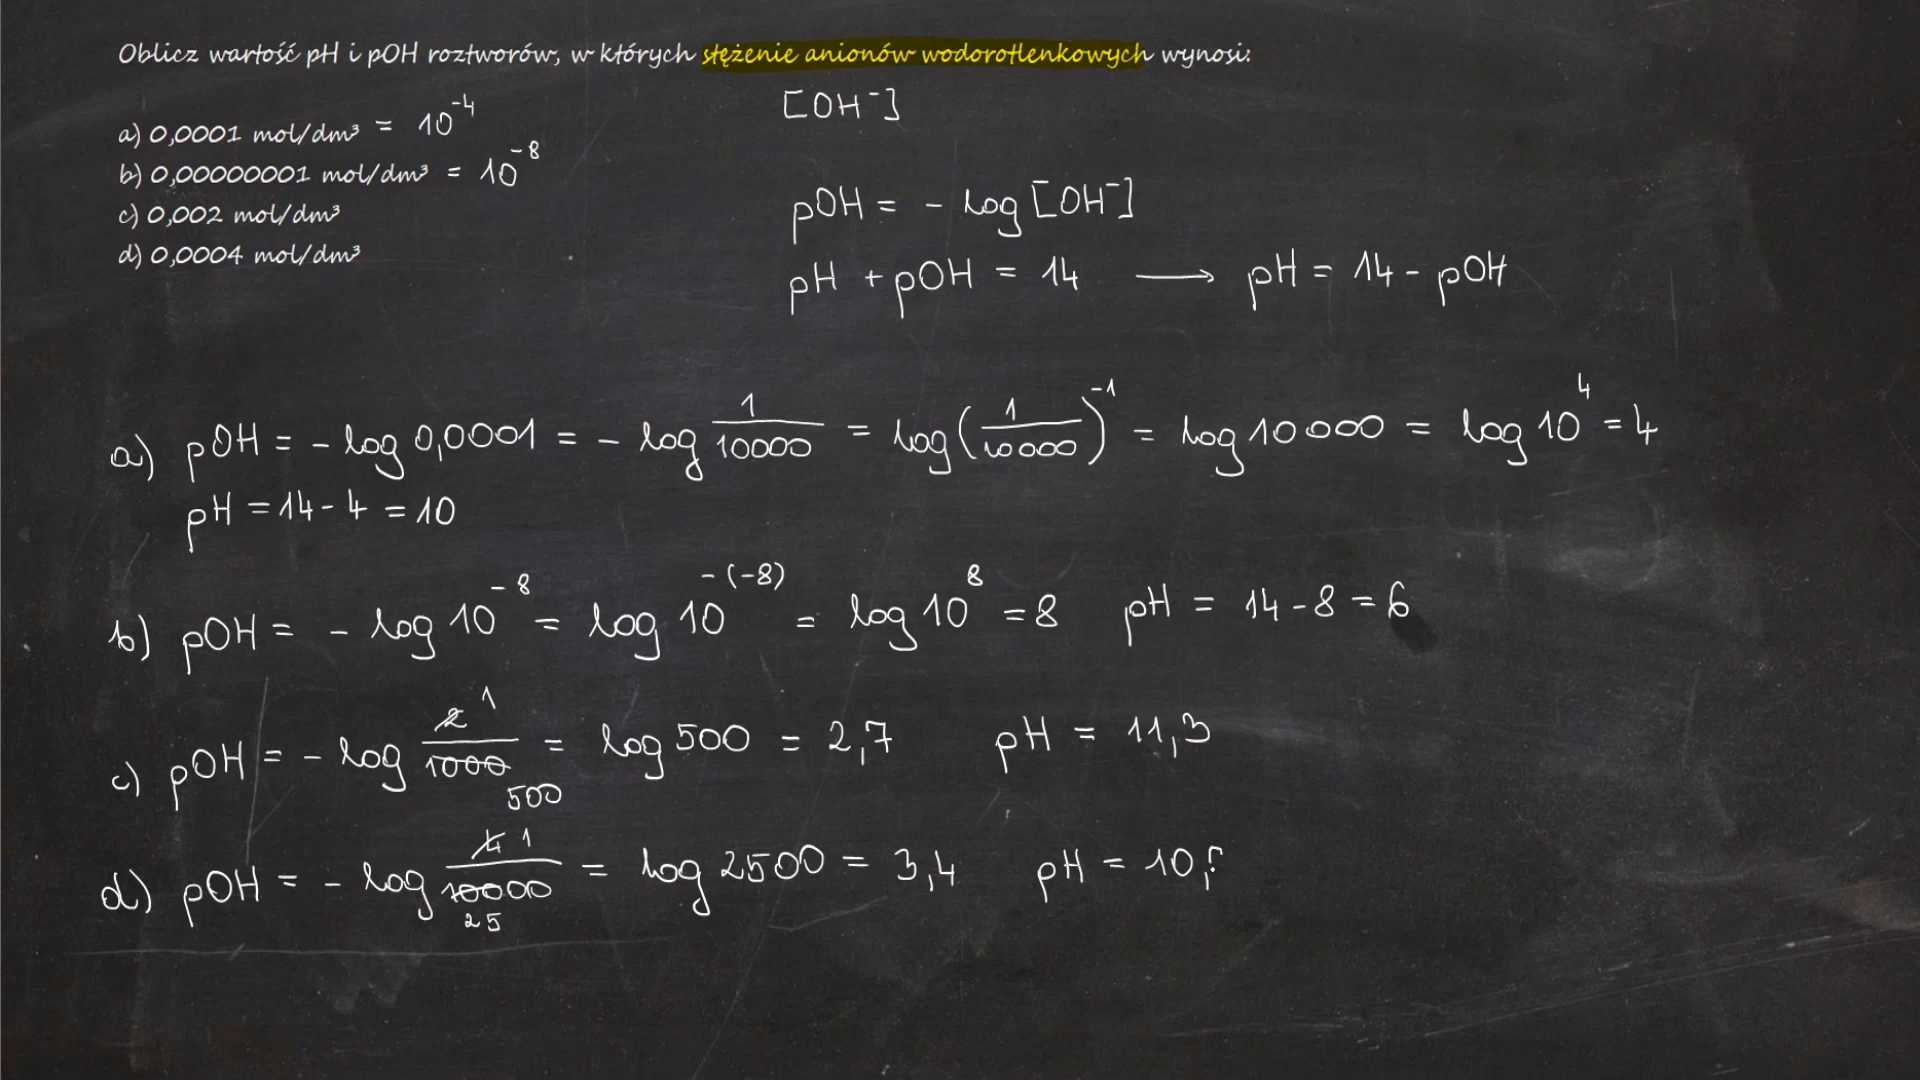 Oblicz wartość pH i pOH roztworów, w których stężenie anionów wodorotlenkowych wynosi:
[OH⁻]
a) 0,0001 mol/dm³ = 10⁻⁴
b) 0,00000001 mol/dm³ = 10⁻⁸
c) 0,002 mol/dm³
d) 0,0004 mol/dm³
pOH = - log [OH⁻]
pH + pOH = 14 → pH = 14 - pOH
a) pOH = - log 0,0001 = - log 1/10000 = log (1/10000)⁻¹ = log 10000 = log 10⁴ = 4
pH = 14 - 4 = 10
b) pOH = - log 10⁻⁸ = log 10⁻⁽⁻⁸⁾ = log 10⁸ = 8 pH = 14 - 8 = 6
c) pOH = - log 2 1/1000 500 = log 500 = 2,7 pH = 11,3
d) pOH = - log 4 1/10000 25 = log 2500 = 3,4 pH = 10,